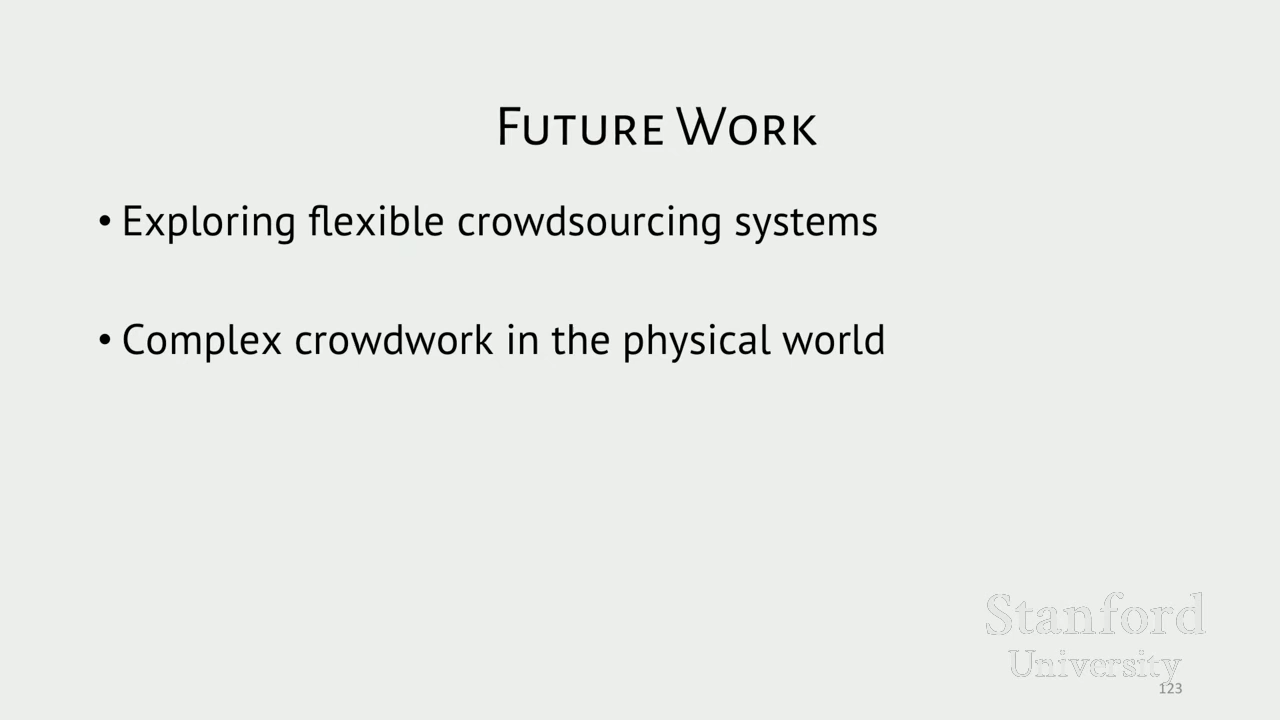 Future Work
• Exploring flexible crowdsourcing systems
• Complex crowdwork in the physical world
Stanford
University
123